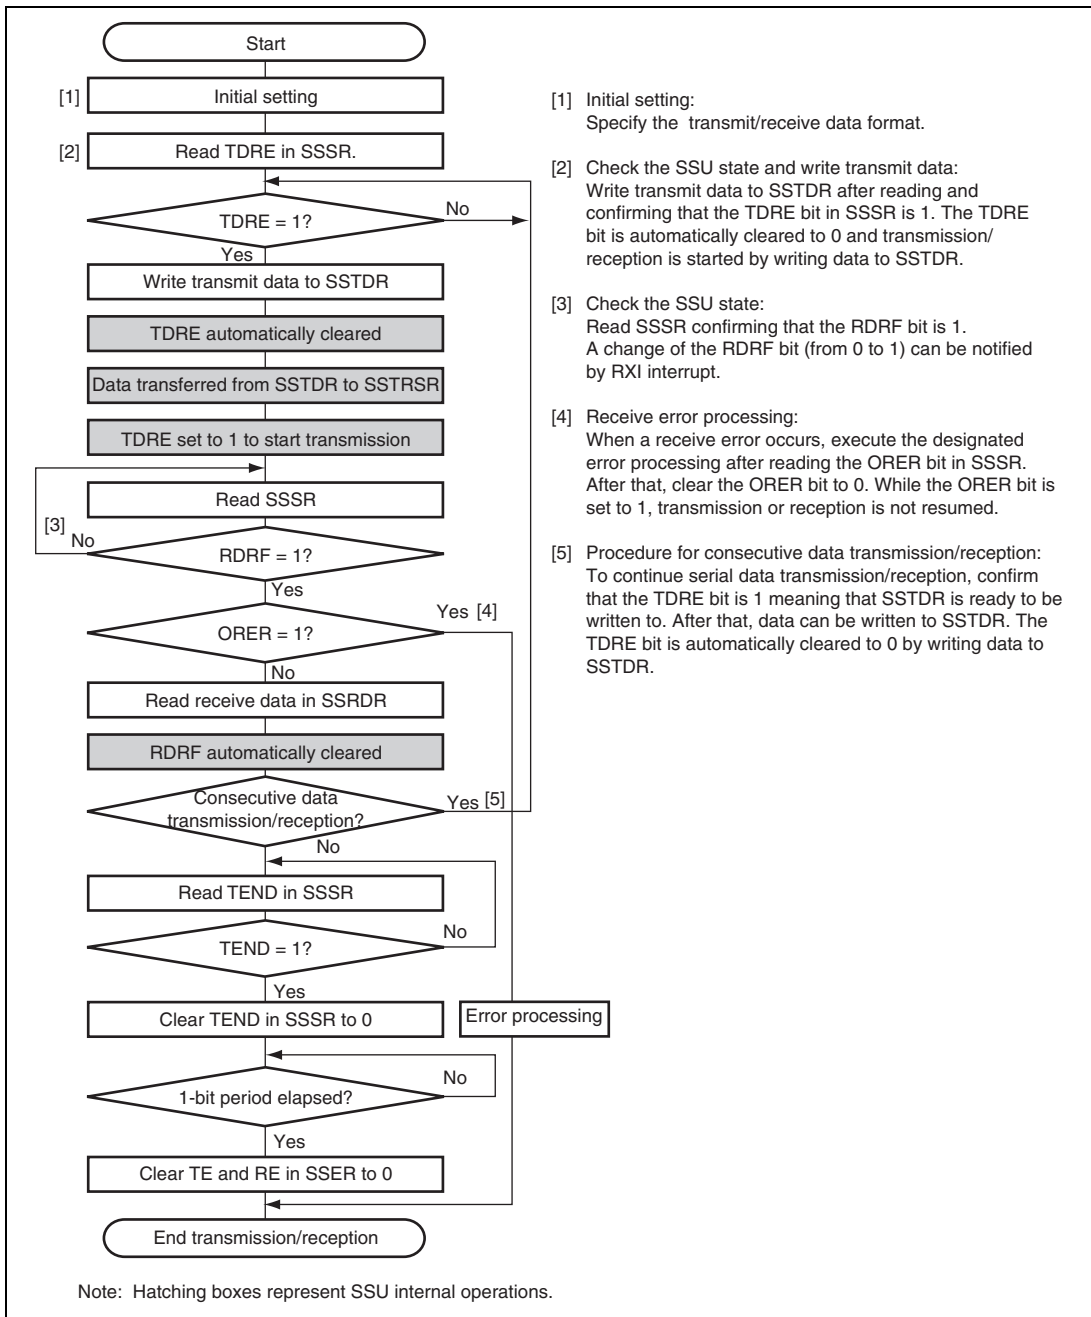 Start
[1] Initial setting
[2] Read TDRE in SSSR.
TDRE = 1?
No
Yes
Write transmit data to SSTDR
TDRE automatically cleared
Data transferred from SSTDR to SSTRSR
TDRE set to 1 to start transmission
Read SSSR
[3]
No
RDRF = 1?
Yes
Yes [4]
ORER = 1?
No
Read receive data in SSRDR
RDRF automatically cleared
Consecutive data
transmission/reception?
Yes [5]
No
Read TEND in SSSR
No
TEND = 1?
Yes
Clear TEND in SSSR to 0
Error processing
No
1-bit period elapsed?
Yes
Clear TE and RE in SSER to 0
End transmission/reception
[1] Initial setting:
Specify the transmit/receive data format.
[2] Check the SSU state and write transmit data:
Write transmit data to SSTDR after reading and
confirming that the TDRE bit in SSSR is 1. The TDRE
bit is automatically cleared to 0 and transmission/
reception is started by writing data to SSTDR.
[3] Check the SSU state:
Read SSSR confirming that the RDRF bit is 1.
A change of the RDRF bit (from 0 to 1) can be notified
by RXI interrupt.
[4] Receive error processing:
When a receive error occurs, execute the designated
error processing after reading the ORER bit in SSSR.
After that, clear the ORER bit to 0. While the ORER bit is
set to 1, transmission or reception is not resumed.
[5] Procedure for consecutive data transmission/reception:
To continue serial data transmission/reception, confirm
that the TDRE bit is 1 meaning that SSTDR is ready to be
written to. After that, data can be written to SSTDR. The
TDRE bit is automatically cleared to 0 by writing data to
SSTDR.
Note: Hatching boxes represent SSU internal operations.